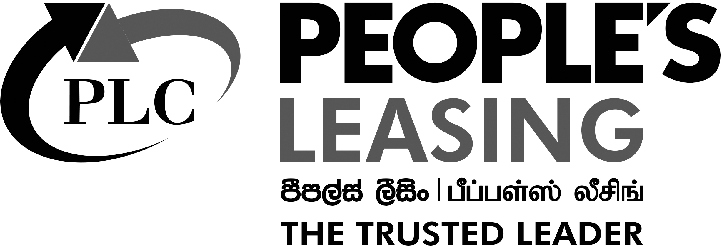 PLC
PEOPLE'S
LEASING
පීපල්ස් ලීසිං | பீப்பள்ஸ் லீசிங்
THE TRUSTED LEADER